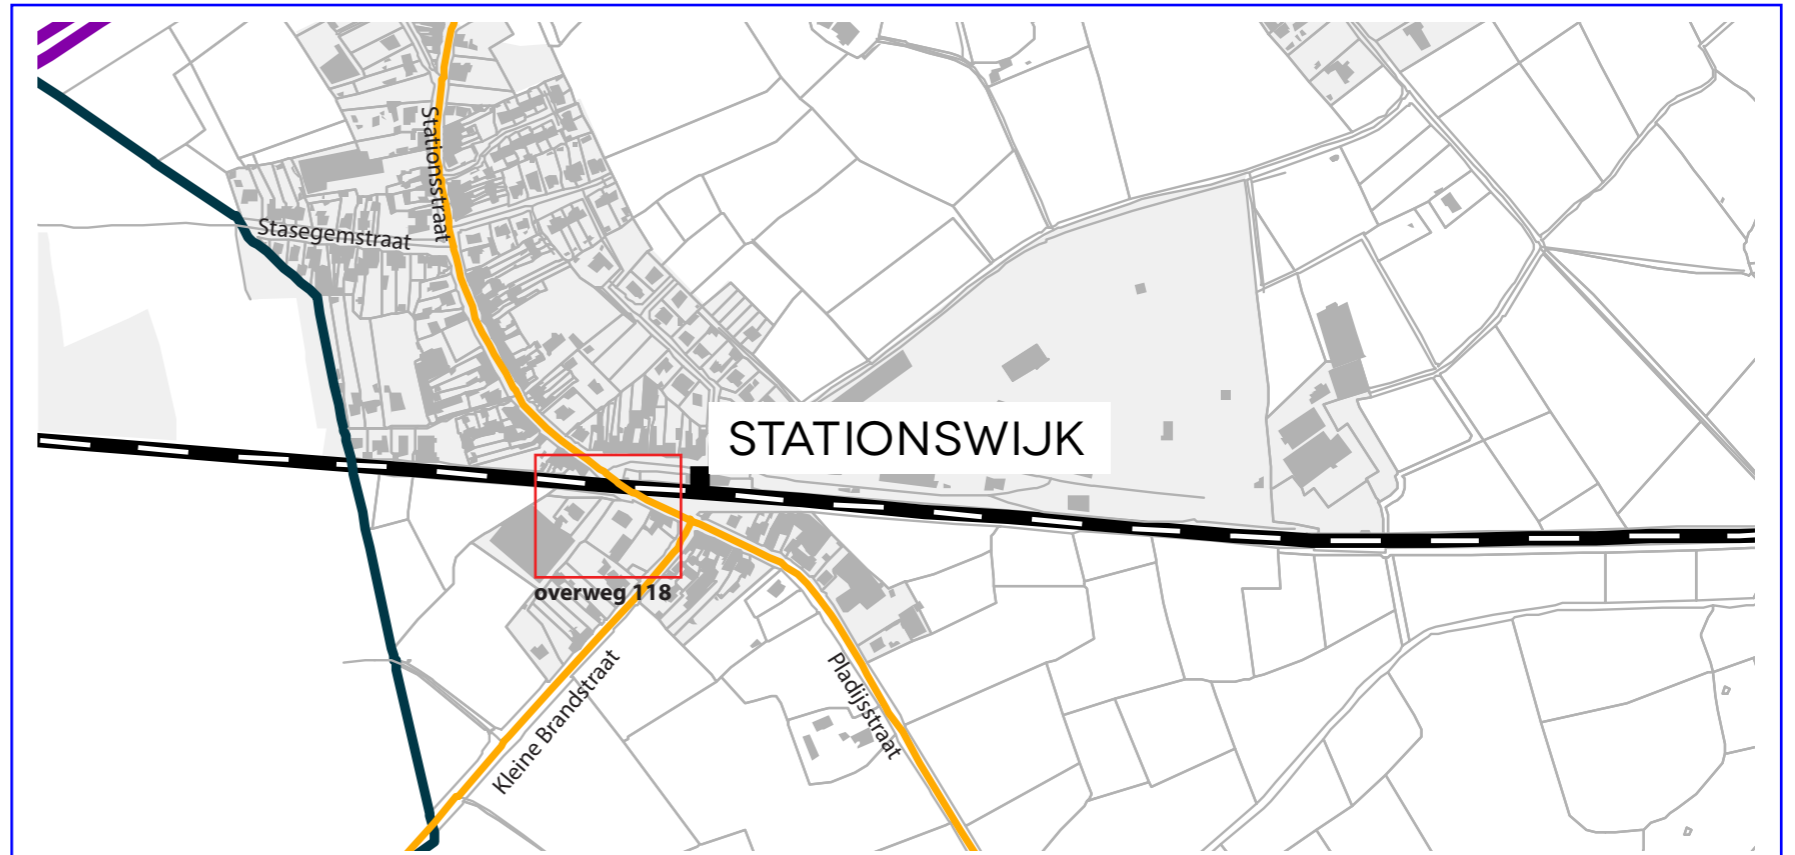 Stationsstraat
Stasegemstraat
STATIONSWIJK
overweg 118
Kleine Brandstraat
Pladijsstraat